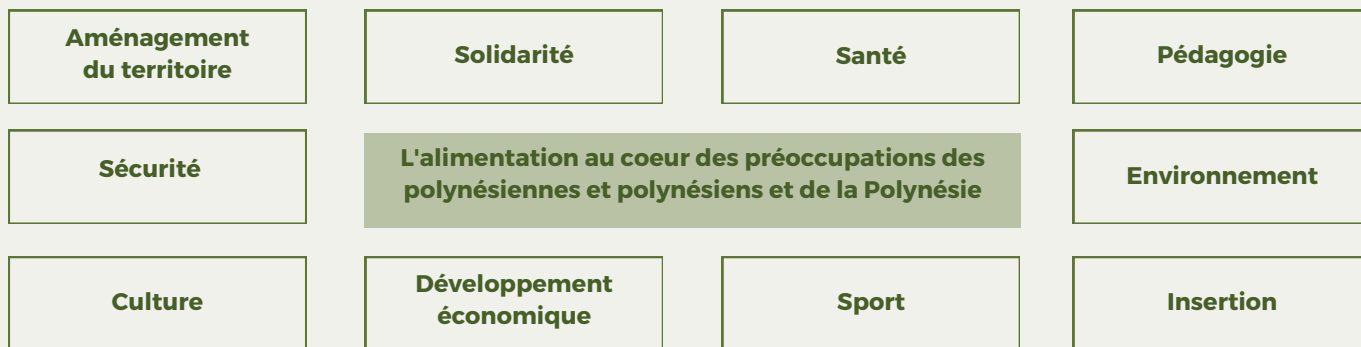 Aménagement
du territoire
Solidarité
Santé
Pédagogie
Sécurité
L'alimentation au coeur des préoccupations des
polynésiennes et polynésiens et de la Polynésie
Environnement
Culture
Développement
économique
Sport
Insertion